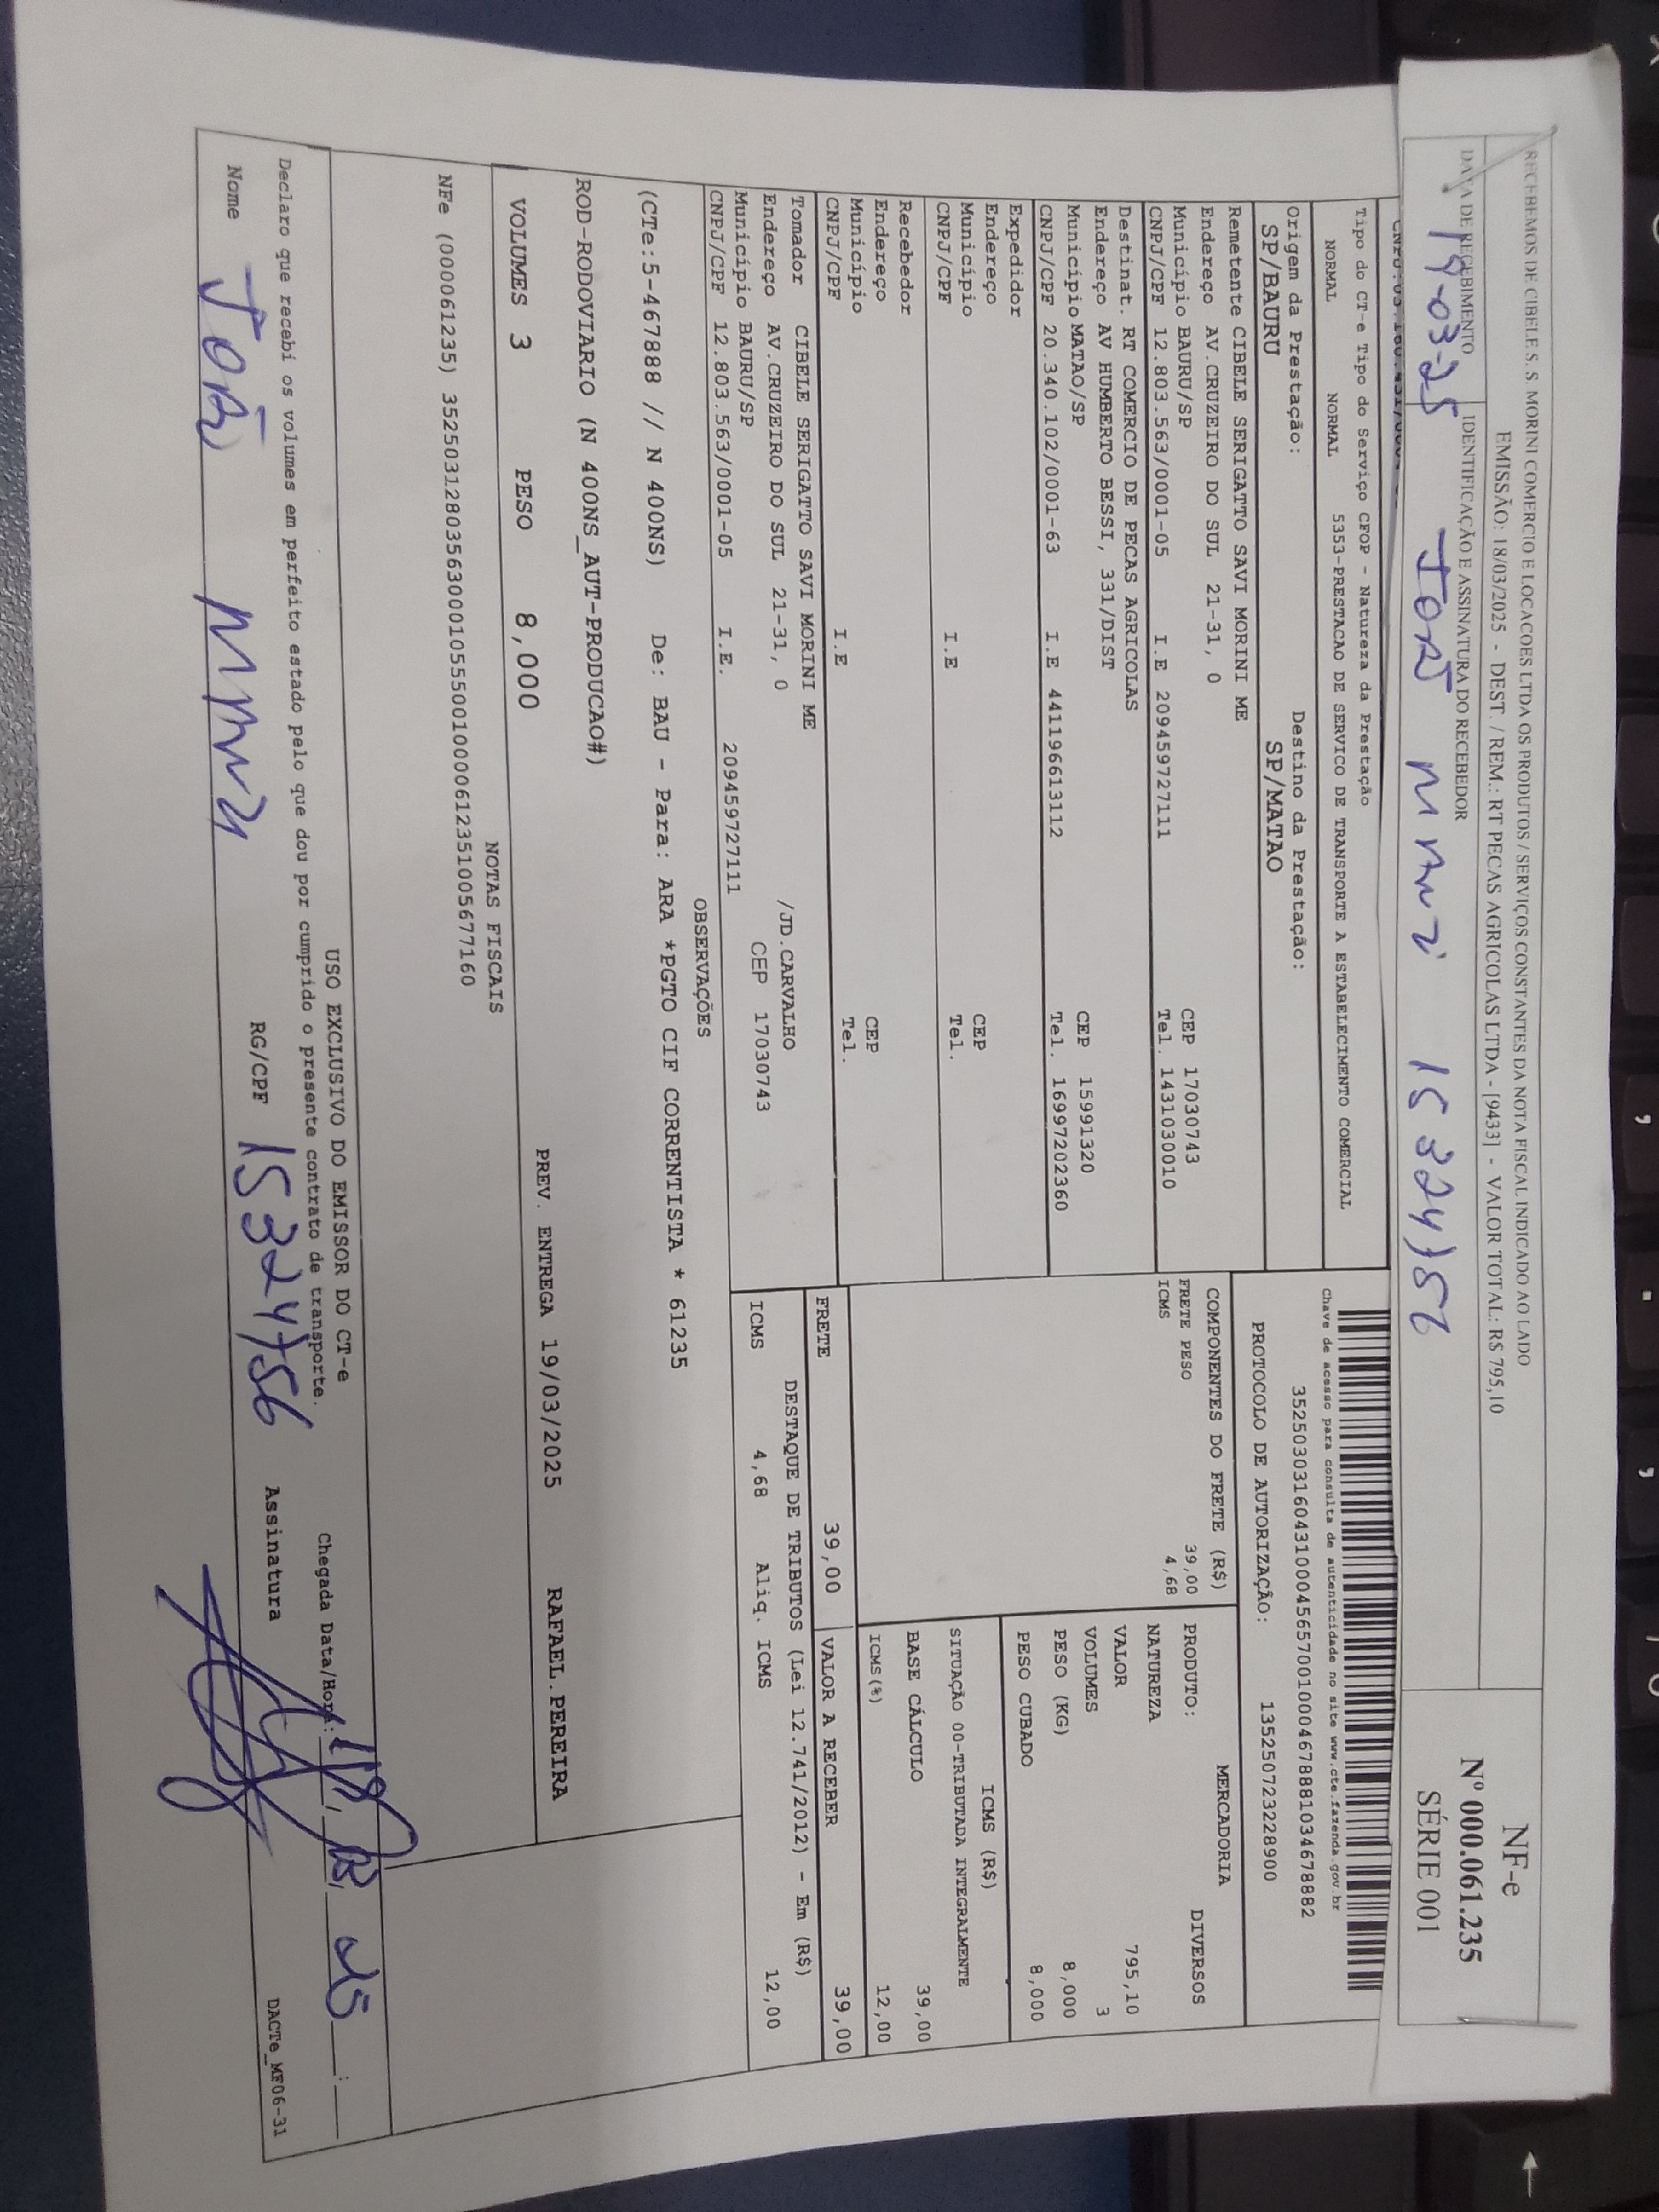 RECEBEMOS DE CIBELE S. S. MORINI COMERCIO E LOCACOES LTDA OS PRODUTOS / SERVIÇOS CONSTANTES DA NOTA FISCAL INDICADO AO LADO
EMISSÃO: 18/03/2025 - DEST. / REM.: RT PECAS AGRICOLAS LTDA - [9433] - VALOR TOTAL: R$ 795,10
DATA DE RECEBIMENTO
IDENTIFICAÇÃO E ASSINATURA DO RECEBEDOR
19-03-25 15 324756
NF-e
Nº 000.061.235
SÉRIE 001
Tipo do CT-e Tipo do Serviço CFOP - Natureza da Prestação
NORMAL NORMAL 5353-PRESTACAO DE SERVICO DE TRANSPORTE A ESTABELECIMENTO COMERCIAL
Origem da Prestação: Destino da Prestação:
SP/BAURU SP/MATAO
Chave de acesso para consulta de autenticidade no site www.cte.fazenda.gov.br
35250303160431000456570010004678881034678882
PROTOCOLO DE AUTORIZAÇÃO: 135250723228900
Remetente CIBELE SERIGATTO SAVI MORINI ME
Endereço AV.CRUZEIRO DO SUL 21-31, 0
Município BAURU/SP CEP 17030743
CNPJ/CPF 12.803.563/0001-05 I.E 209459727111 Tel. 1431030010
Destinat. RT COMERCIO DE PECAS AGRICOLAS
Endereço AV HUMBERTO BESSI, 331/DIST
Município MATAO/SP CEP 15991320
CNPJ/CPF 20.340.102/0001-63 I.E 441196613112 Tel. 16997202360
Expedidor
Endereço
Município CEP
CNPJ/CPF I.E Tel.
Recebedor
Endereço
Município CEP
CNPJ/CPF I.E Tel.
Tomador CIBELE SERIGATTO SAVI MORINI ME
Endereço AV.CRUZEIRO DO SUL 21-31, 0 /JD.CARVALHO
Município BAURU/SP CEP 17030743
CNPJ/CPF 12.803.563/0001-05 I.E. 209459727111
COMPONENTES DO FRETE (R$)
FRETE PESO 39,00
ICMS 4,68
MERCADORIA
PRODUTO: DIVERSOS
NATUREZA
VALOR 795,10
VOLUMES 3
PESO (KG) 8,000
PESO CUBADO 8,000
ICMS (R$)
SITUAÇÃO 00-TRIBUTADA INTEGRALMENTE
BASE CÁLCULO 39,00
ICMS(%) 12,00
FRETE 39,00 VALOR A RECEBER 39,00
DESTAQUE DE TRIBUTOS (Lei 12.741/2012) - Em (R$)
ICMS 4,68 Aliq. ICMS 12,00
OBSERVAÇÕES
(CTe:5-467888 // N 400NS) De: BAU - Para: ARA *PGTO CIF CORRENTISTA * 61235
ROD-RODOVIARIO (N 400NS_AUT-PRODUCAO#)
VOLUMES 3 PESO 8,000 PREV. ENTREGA 19/03/2025 RAFAEL.PEREIRA
NOTAS FISCAIS
NFe (000061235) 35250312803563000105550010000612351005677160
USO EXCLUSIVO DO EMISSOR DO CT-e
Declaro que recebi os volumes em perfeito estado pelo que dou por cumprido o presente contrato de transporte.
Chegada Data/Hora:
Nome RG/CPF 15 324756 Assinatura
DACTe_MF06-31